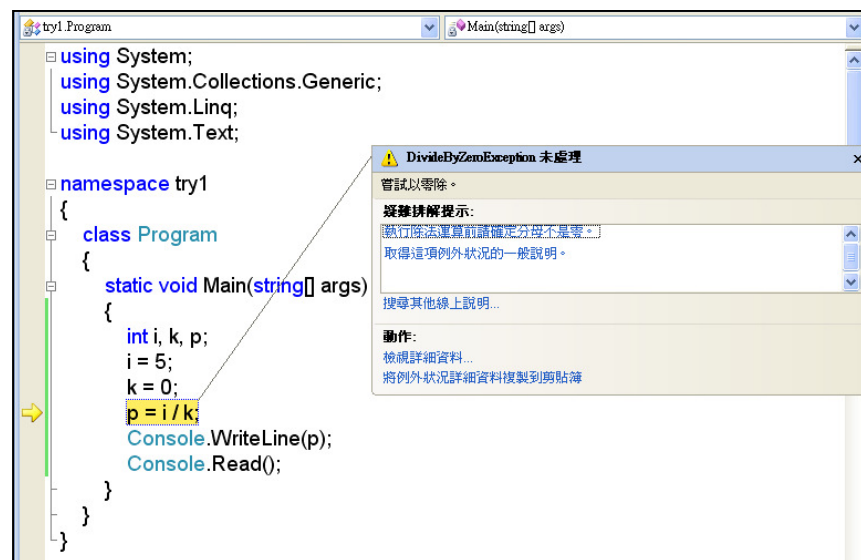 try1.Program
Main(string[] args)
using System;
using System.Collections.Generic;
using System.Linq;
using System.Text;
namespace try1
{
class Program
{
static void Main(string[] args)
{
int i, k, p;
i = 5;
k = 0;
p = i / k;
Console.WriteLine(p);
Console.Read();
}
}
}
DivideByZeroException 未處理
嘗試以零除。
疑難排解提示:
執行除法運算前請確定分母不是零。
取得這項例外狀況的一般說明。
搜尋其他線上說明...
動作:
檢視詳細資料...
將例外狀況詳細資料複製到剪貼簿